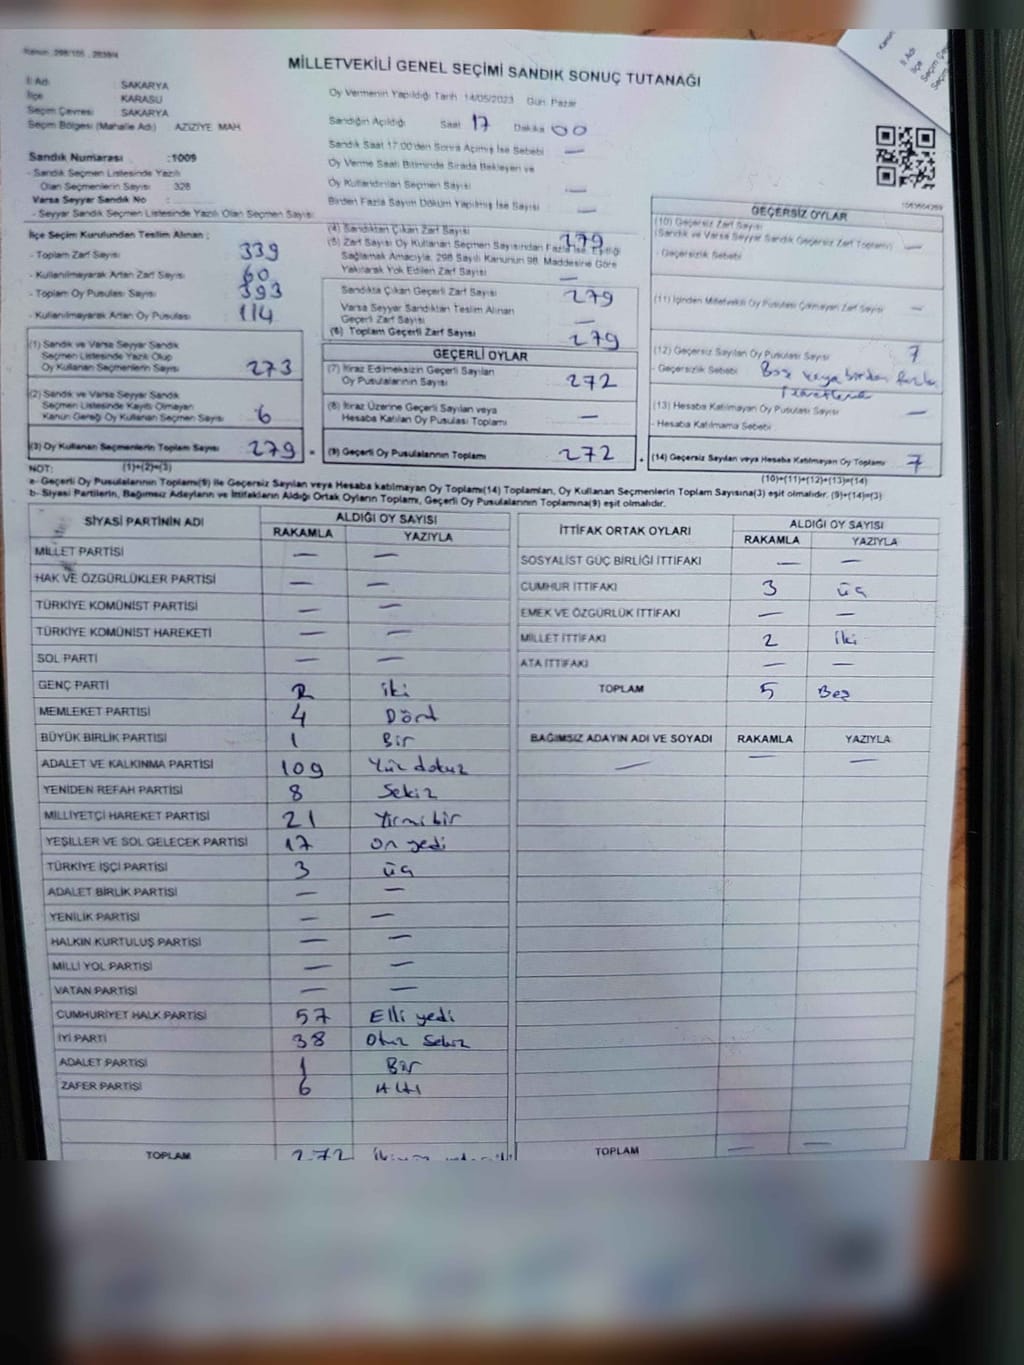 MİLLETVEKİLİ GENEL SEÇİMİ SANDIK SONUÇ TUTANAĞI
İl Adı : SAKARYA
İlçe KARASU
Seçim Çevresi SAKARYA
Seçim Bölgesi (Mahalle Adı) AZIZIYE MAH.
Sandık Numarası :1009
- Sandık Seçmen Listesinde Yazılı
Olan Seçmenlerin Sayısı 328
Varsa Seyyar Sandık No :
- Seyyar Sandık Seçmen Listesinde Yazılı Olan Seçmen Sayısı
Oy Vermenin Yapıldığı Tarih 14/05/2023 Gün: Pazar
Sandığın Açıldığı Saat 17 Dakika 00
Sandık Saat 17:00'den Sonra Açılmış İse Sebebi —
Oy Verme Saati Bitiminde Sırada Bekleyen ve
Oy Kullandırılan Seçmen Sayısı —
Birden Fazla Sayım Döküm Yapılmış İse Sayısı —
İlçe Seçim Kurulundan Teslim Alınan :
- Toplam Zarf Sayısı 339
- Kullanılmayarak Artan Zarf Sayısı 60
- Toplam Oy Pusulası Sayısı 393
- Kullanılmayarak Artan Oy Pusulası 114
(1) Sandık ve Varsa Seyyar Sandık
Seçmen Listesinde Yazılı Olup
Oy Kullanan Seçmenlerin Sayısı 273
(2) Sandık ve Varsa Seyyar Sandık
Seçmen Listesinde Kayıtlı Olmayan
Kanun Gereği Oy Kullanan Seçmen Sayısı 6
(3) Oy Kullanan Seçmenlerin Toplam Sayısı 279
(4) Sandıktan Çıkan Zarf Sayısı 279
(5) Zarf Sayısı Oy Kullanan Seçmen Sayısından Fazla İse, Eşitliği
Sağlamak Amacıyla, 298 Sayılı Kanunun 98. Maddesine Göre
Yakılarak Yok Edilen Zarf Sayısı —
Sandıkta Çıkan Geçerli Zarf Sayısı 279
Varsa Seyyar Sandıktan Teslim Alınan
Geçerli Zarf Sayısı —
(6) Toplam Geçerli Zarf Sayısı 279
GEÇERLİ OYLAR
(7) İtiraz Edilmeksizin Geçerli Sayılan
Oy Pusulalarının Sayısı 272
(8) İtiraz Üzerine Geçerli Sayılan veya
Hesaba Katılan Oy Pusulası Toplamı —
(9) Geçerli Oy Pusulalarının Toplamı 272
GEÇERSİZ OYLAR
(10) Geçersiz Zarf Sayısı
(Sandık ve Varsa Seyyar Sandık Geçersiz Zarf Toplamı) —
- Geçersizlik Sebebi
(11) İçinden Milletvekili Oy Pusulası Çıkmayan Zarf Sayısı —
(12) Geçersiz Sayılan Oy Pusulası Sayısı 7
- Geçersizlik Sebebi Boş veya birden fazla
(13) Hesaba Katılmayan Oy Pusulası Sayısı —
- Hesaba Katılmama Sebebi
(14) Geçersiz Sayılan veya Hesaba Katılmayan Oy Toplamı 7
NOT: (1)+(2)=(3) (10)+(11)+(12)+(13)=(14)
a- Geçerli Oy Pusulasının Toplamı(9) ile Geçersiz Sayılan veya Hesaba katılmayan Oy Toplamı(14) Toplamları, Oy Kullanan Seçmenlerin Toplam Sayısına(3) eşit olmalıdır. (9)+(14)=(3)
b- Siyasi Partilerin, Bağımsız Adayların ve İttifakların Aldığı Ortak Oyların Toplamı, Geçerli Oy Pusulalarının Toplamına(9) eşit olmalıdır.
SİYASİ PARTİNİN ADI ALDIĞI OY SAYISI
RAKAMLA YAZIYLA
MİLLET PARTİSİ — —
HAK VE ÖZGÜRLÜKLER PARTİSİ — —
TÜRKİYE KOMÜNİST PARTİSİ — —
TÜRKİYE KOMÜNİST HAREKETİ — —
SOL PARTİ — —
GENÇ PARTİ 2 iki
MEMLEKET PARTİSİ 4 Dört
BÜYÜK BİRLİK PARTİSİ 1 Bir
ADALET VE KALKINMA PARTİSİ 109 Yüz dokuz
YENİDEN REFAH PARTİSİ 8 Sekiz
MİLLİYETÇİ HAREKET PARTİSİ 21 Yirmi bir
YEŞİLLER VE SOL GELECEK PARTİSİ 17 On yedi
TÜRKİYE İŞÇİ PARTİSİ 3 üç
ADALET BİRLİK PARTİSİ — —
YENİLİK PARTİSİ — —
HALKIN KURTULUŞ PARTİSİ — —
MİLLİ YOL PARTİSİ — —
VATAN PARTİSİ — —
CUMHURİYET HALK PARTİSİ 57 Elli yedi
İYİ PARTİ 38 Otuz Sekiz
ADALET PARTİSİ 1 Bir
ZAFER PARTİSİ 6 Altı
TOPLAM 272
İTTİFAK ORTAK OYLARI ALDIĞI OY SAYISI
RAKAMLA YAZIYLA
SOSYALİST GÜÇ BİRLİĞİ İTTİFAKI — —
CUMHUR İTTİFAKI 3 üç
EMEK VE ÖZGÜRLÜK İTTİFAKI — —
MİLLET İTTİFAKI 2 İki
ATA İTTİFAKI — —
TOPLAM 5 Beş
BAĞIMSIZ ADAYIN ADI VE SOYADI RAKAMLA YAZIYLA
— — —
TOPLAM — —